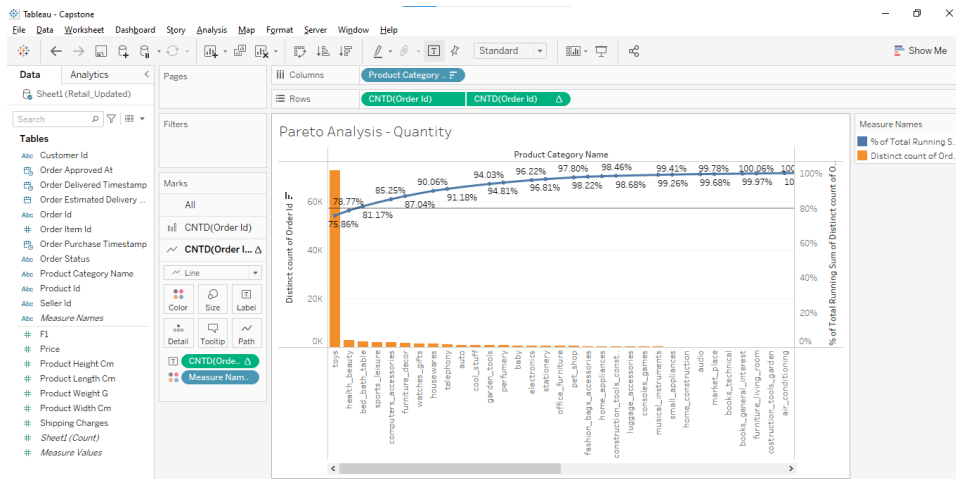 Tableau - Capstone
File Data Worksheet Dashboard Story Analysis Map Format Server Window Help
Standard
Show Me
Data Analytics
Sheet1 (Retail_Updated)
Search
Tables
Abc Customer Id
Order Approved At
Order Delivered Timestamp
Order Estimated Delivery ...
Abc Order Id
# Order Item Id
Order Purchase Timestamp
Abc Order Status
Abc Product Category Name
Abc Product Id
Abc Seller Id
Abc Measure Names
# F1
# Price
# Product Height Cm
# Product Length Cm
# Product Weight G
# Product Width Cm
# Shipping Charges
# Sheet1 (Count)
# Measure Values
Pages
Filters
Marks
All
CNTD(Order Id)
CNTD(Order I... Δ
Line
Color Size Label
Detail Tooltip Path
CNTD(Orde.. Δ
Measure Nam..
iii Columns Product Category ..
Rows CNTD(Order Id) CNTD(Order Id) Δ
Pareto Analysis - Quantity
Product Category Name
Distinct count of Order Id
60K
40K
20K
0K
75.86%
78.77%
81.17%
85.25%
87.04%
90.06%
91.18%
94.03%
94.81%
96.22%
96.81%
97.80%
98.22%
98.46%
98.68%
99.41%
99.26%
99.78%
99.68%
100.06%
99.97%
100
10
100%
80%
60%
40%
20%
0%
% of Total Running Sum of Distinct count of O..
toys
health_beauty
bed_bath_table
sports_leisure
computers_accessories
furniture_decor
watches_gifts
housewares
telephony
auto
cool_stuff
garden_tools
perfumery
baby
electronics
stationery
office_furniture
pet_shop
fashion_bags_accessories
home_appliances
construction_tools_const..
luggage_accessories
consoles_games
musical_instruments
small_appliances
home_construction
audio
market_place
books_technical
books_general_interest
furniture_living_room
costruction_tools_garden
air_conditioning
Measure Names
% of Total Running S..
Distinct count of Ord..